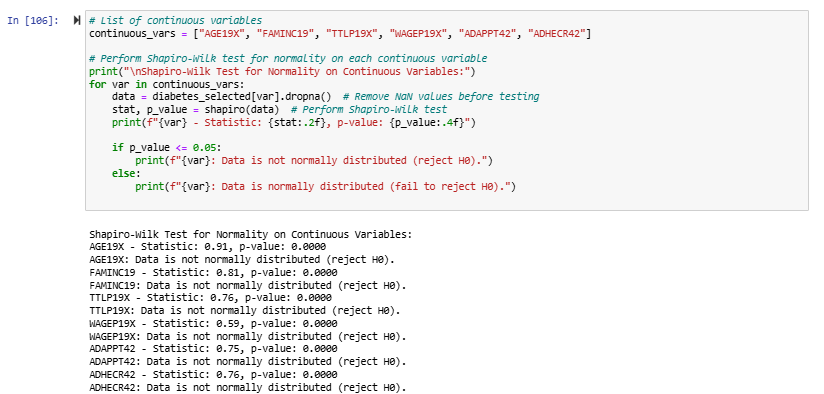 In [106]:
# List of continuous variables
continuous_vars = ["AGE19X", "FAMINC19", "TTLP19X", "WAGEP19X", "ADAPPT42", "ADHECR42"]

# Perform Shapiro-Wilk test for normality on each continuous variable
print("\nShapiro-Wilk Test for Normality on Continuous Variables:")
for var in continuous_vars:
    data = diabetes_selected[var].dropna()  # Remove NaN values before testing
    stat, p_value = shapiro(data)  # Perform Shapiro-Wilk test
    print(f"{var} - Statistic: {stat:.2f}, p-value: {p_value:.4f}")

    if p_value <= 0.05:
        print(f"{var}: Data is not normally distributed (reject H0).")
    else:
        print(f"{var}: Data is normally distributed (fail to reject H0).")

Shapiro-Wilk Test for Normality on Continuous Variables:
AGE19X - Statistic: 0.91, p-value: 0.0000
AGE19X: Data is not normally distributed (reject H0).
FAMINC19 - Statistic: 0.81, p-value: 0.0000
FAMINC19: Data is not normally distributed (reject H0).
TTLP19X - Statistic: 0.76, p-value: 0.0000
TTLP19X: Data is not normally distributed (reject H0).
WAGEP19X - Statistic: 0.59, p-value: 0.0000
WAGEP19X: Data is not normally distributed (reject H0).
ADAPPT42 - Statistic: 0.75, p-value: 0.0000
ADAPPT42: Data is not normally distributed (reject H0).
ADHECR42 - Statistic: 0.76, p-value: 0.0000
ADHECR42: Data is not normally distributed (reject H0).